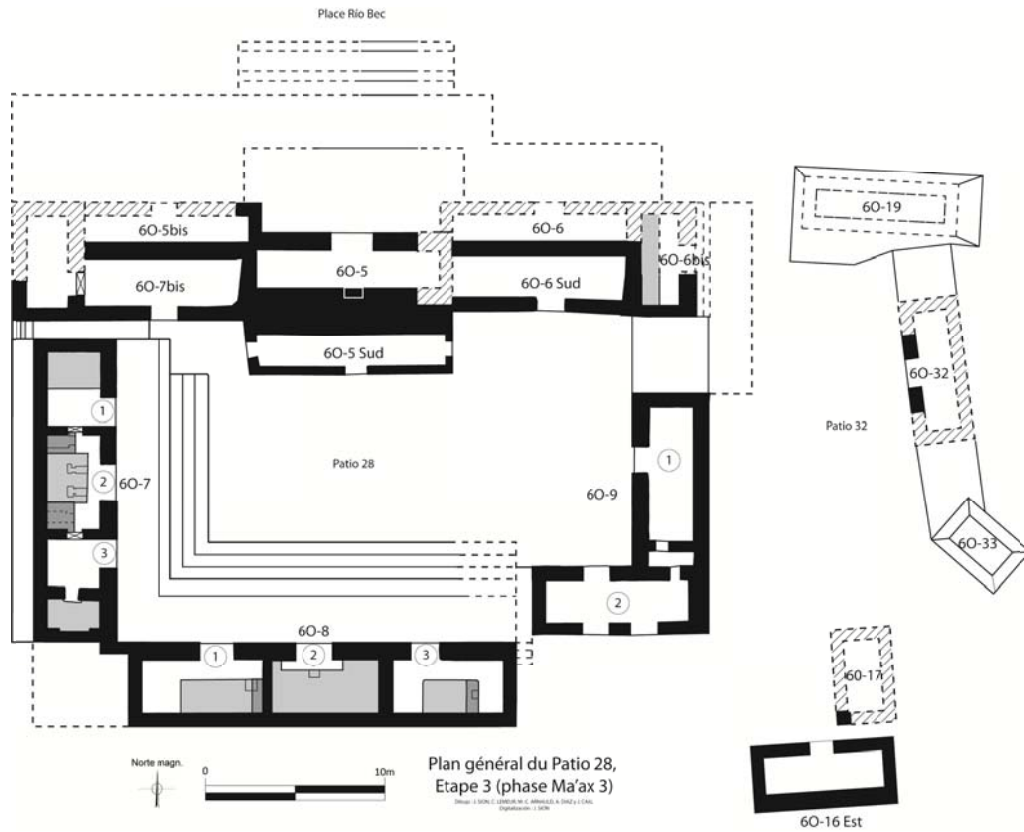 Place Río Bec
6O-19
6O-5bis
6O-6
6O-5
6O-6bis
6O-7bis
6O-6 Sud
6O-5 Sud
6O-32
1
Patio 32
2
6O-7
Patio 28
6O-9
1
3
6O-33
2
6O-8
1
2
3
6O-17
Norte magn.
0
10m
Plan général du Patio 28,
Etape 3 (phase Ma'ax 3)
6O-16 Est